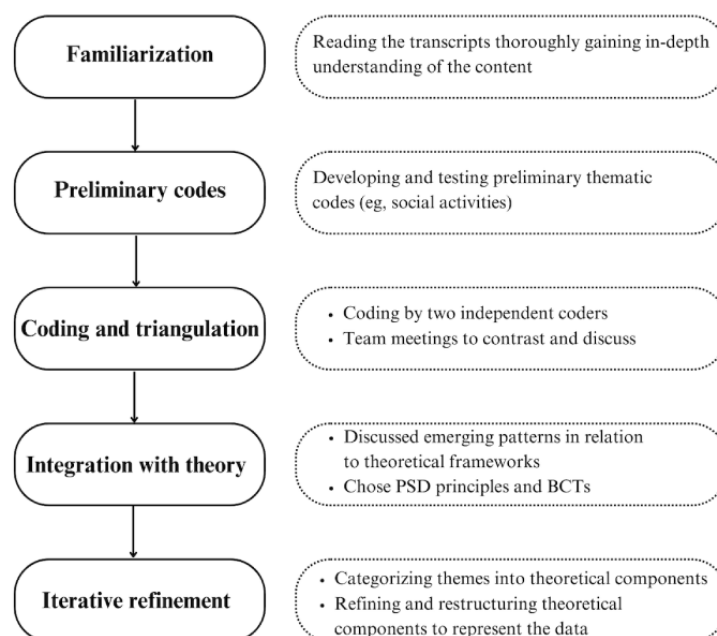 Familiarization
Reading the transcripts thoroughly gaining in-depth
understanding of the content
Preliminary codes
Developing and testing preliminary thematic
codes (eg, social activities)
Coding and triangulation
• Coding by two independent coders
• Team meetings to contrast and discuss
Integration with theory
• Discussed emerging patterns in relation
to theoretical frameworks
• Chose PSD principles and BCTs
Iterative refinement
• Categorizing themes into theoretical components
• Refining and restructuring theoretical
components to represent the data